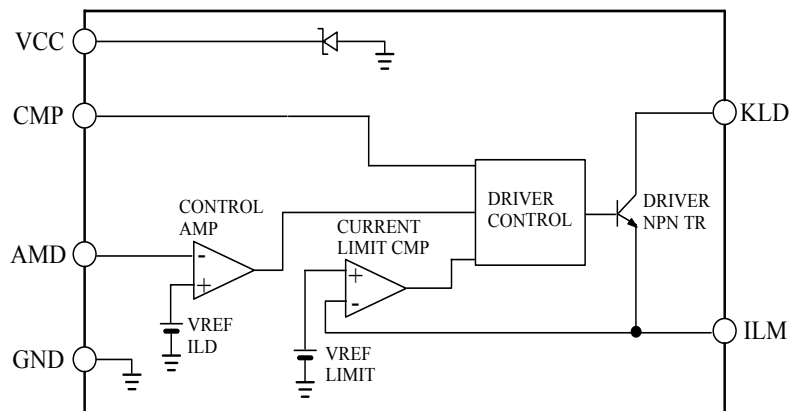 VCC
CMP
KLD
CONTROL
AMP
CURRENT
LIMIT CMP
DRIVER
CONTROL
DRIVER
NPN TR
AMD
-
+
+
-
VREF
ILD
VREF
LIMIT
GND
ILM